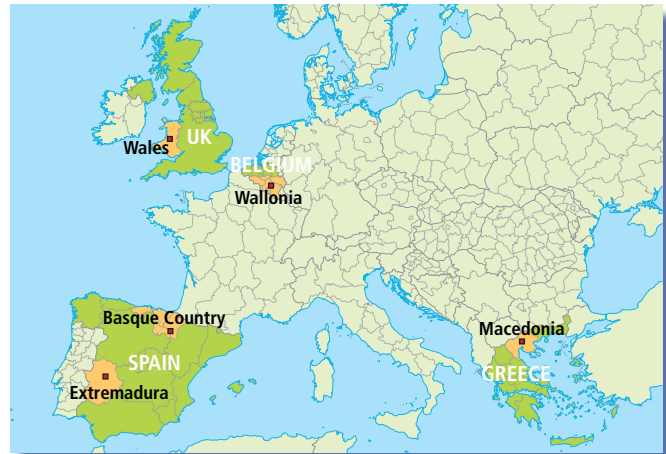 UK
Wales
BELGIUM
Wallonia
Basque Country
Macedonia
SPAIN
GREECE
Extremadura